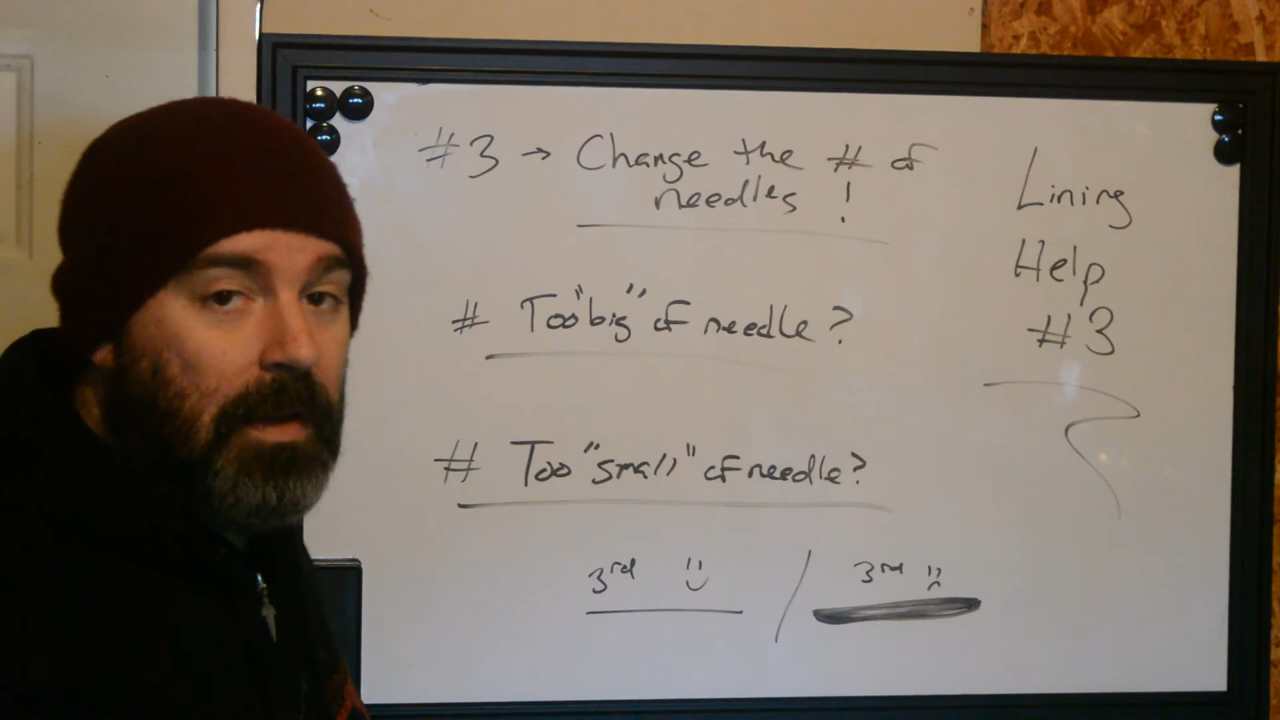 #3 → Change the # of
needles !
# Too "big" of needle?
# Too "small" of needle?
3rd / 3rd
Lining
Help
#3